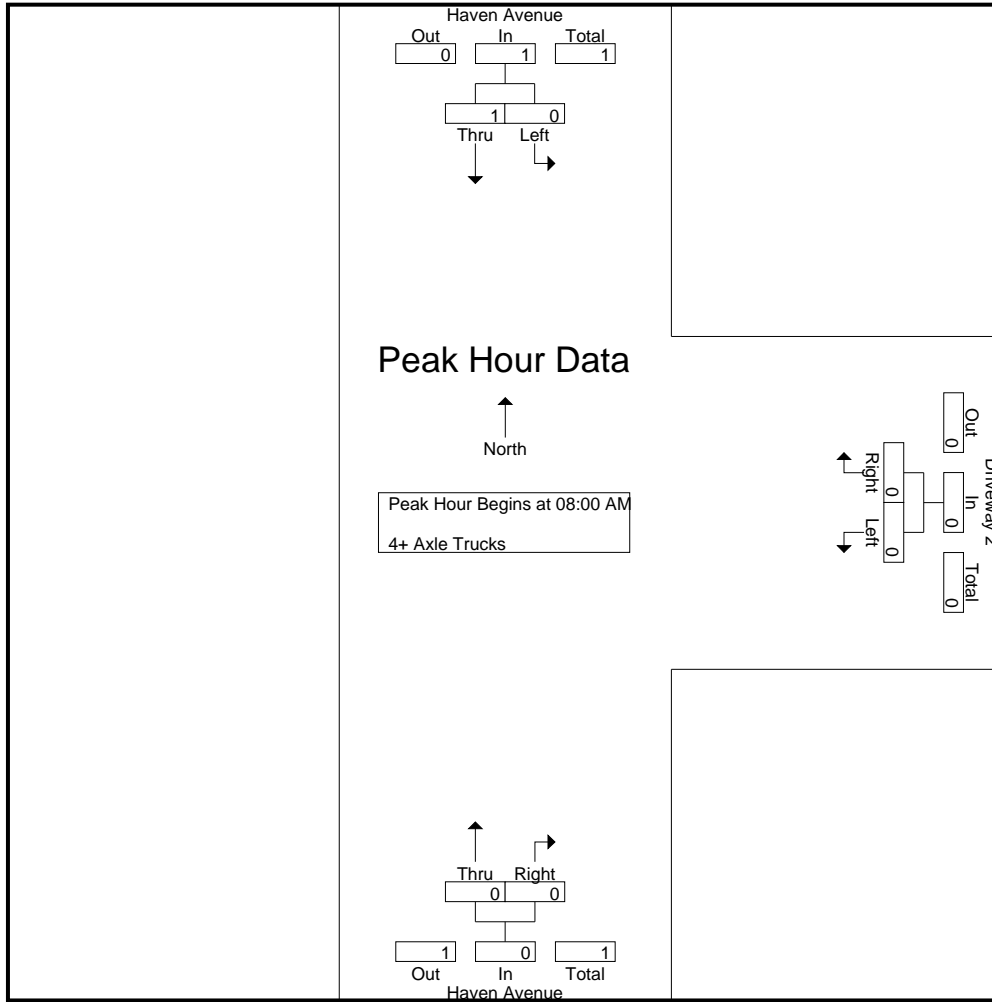 Haven Avenue
Out In Total
0 1 1
1 0
Thru Left
Peak Hour Data
North
Peak Hour Begins at 08:00 AM
4+ Axle Trucks
Right Left
0 0
Out In Total
0 0 0
Driveway 2
Thru Right
0 0
1 0 1
Out In Total
Haven Avenue